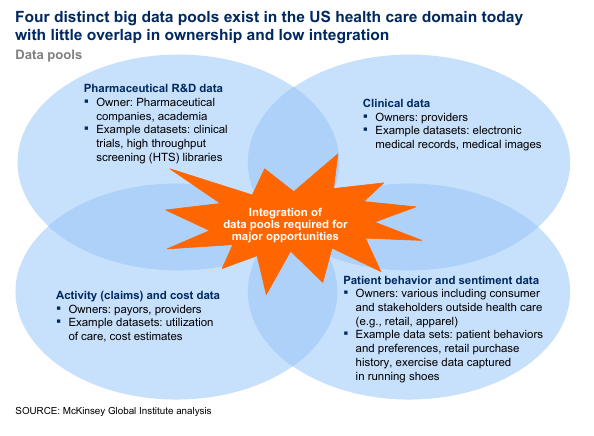 Four distinct big data pools exist in the US health care domain today
with little overlap in ownership and low integration
Data pools
Pharmaceutical R&D data
▪ Owner: Pharmaceutical
companies, academia
▪ Example datasets: clinical
trials, high throughput
screening (HTS) libraries
Clinical data
▪ Owners: providers
▪ Example datasets: electronic
medical records, medical images
Integration of
data pools required for
major opportunities
Activity (claims) and cost data
▪ Owners: payors, providers
▪ Example datasets: utilization
of care, cost estimates
Patient behavior and sentiment data
▪ Owners: various including consumer
and stakeholders outside health care
(e.g., retail, apparel)
▪ Example data sets: patient behaviors
and preferences, retail purchase
history, exercise data captured
in running shoes
SOURCE: McKinsey Global Institute analysis